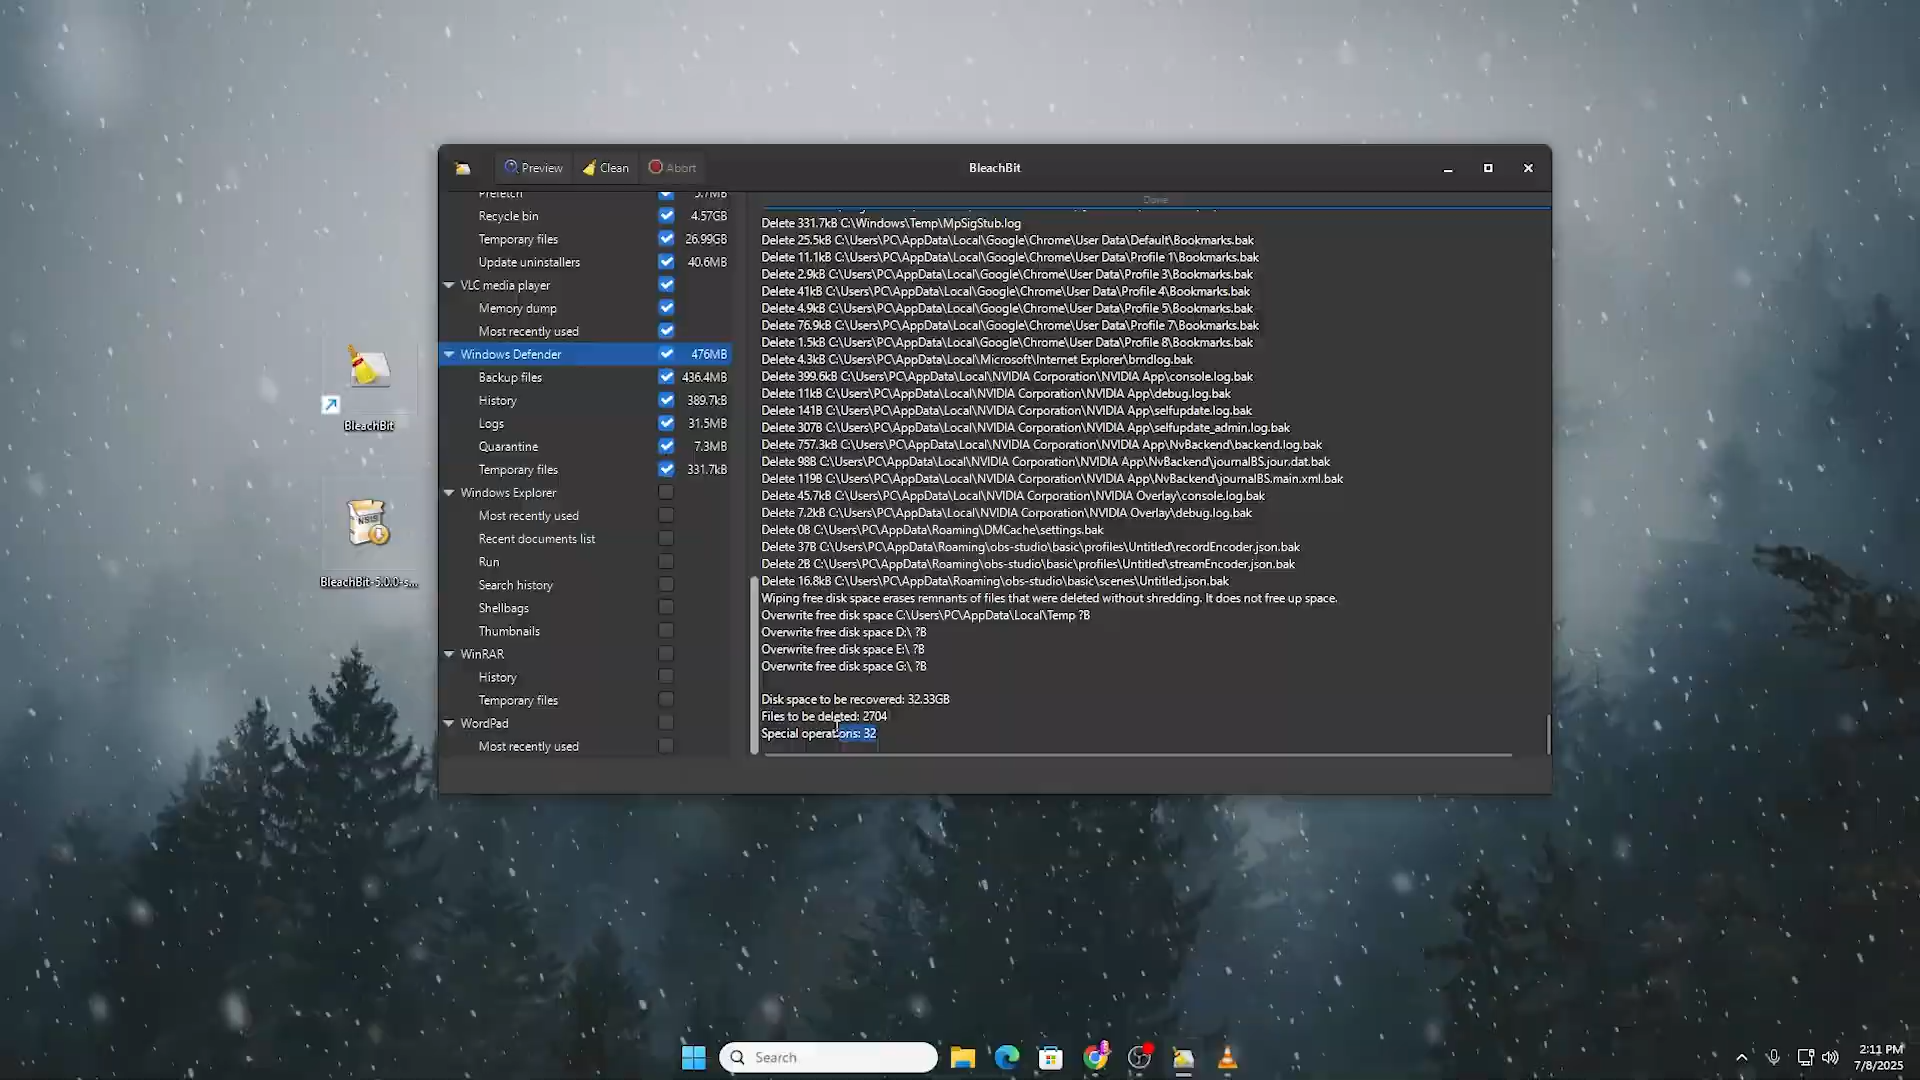 BleachBit
BleachBit-5.0.0-s...
Preview
Clean
Abort
BleachBit
Prefetch 5.7MB
Recycle bin 4.57GB
Temporary files 26.99GB
Update uninstallers 40.6MB
VLC media player
Memory dump
Most recently used
Windows Defender 476MB
Backup files 436.4MB
History 389.7kB
Logs 31.5MB
Quarantine 7.3MB
Temporary files 331.7kB
Windows Explorer
Most recently used
Recent documents list
Run
Search history
Shellbags
Thumbnails
WinRAR
History
Temporary files
WordPad
Most recently used
Done
Delete 331.7kB C:\Windows\Temp\MpSigStub.log
Delete 25.5kB C:\Users\PC\AppData\Local\Google\Chrome\User Data\Default\Bookmarks.bak
Delete 11.1kB C:\Users\PC\AppData\Local\Google\Chrome\User Data\Profile 1\Bookmarks.bak
Delete 2.9kB C:\Users\PC\AppData\Local\Google\Chrome\User Data\Profile 3\Bookmarks.bak
Delete 41kB C:\Users\PC\AppData\Local\Google\Chrome\User Data\Profile 4\Bookmarks.bak
Delete 4.9kB C:\Users\PC\AppData\Local\Google\Chrome\User Data\Profile 5\Bookmarks.bak
Delete 76.9kB C:\Users\PC\AppData\Local\Google\Chrome\User Data\Profile 7\Bookmarks.bak
Delete 1.5kB C:\Users\PC\AppData\Local\Google\Chrome\User Data\Profile 8\Bookmarks.bak
Delete 4.3kB C:\Users\PC\AppData\Local\Microsoft\Internet Explorer\brndlog.bak
Delete 399.6kB C:\Users\PC\AppData\Local\NVIDIA Corporation\NVIDIA App\console.log.bak
Delete 11kB C:\Users\PC\AppData\Local\NVIDIA Corporation\NVIDIA App\debug.log.bak
Delete 141B C:\Users\PC\AppData\Local\NVIDIA Corporation\NVIDIA App\selfupdate.log.bak
Delete 307B C:\Users\PC\AppData\Local\NVIDIA Corporation\NVIDIA App\selfupdate_admin.log.bak
Delete 757.3kB C:\Users\PC\AppData\Local\NVIDIA Corporation\NVIDIA App\NvBackend\backend.log.bak
Delete 98B C:\Users\PC\AppData\Local\NVIDIA Corporation\NVIDIA App\NvBackend\journalBS.jour.dat.bak
Delete 119B C:\Users\PC\AppData\Local\NVIDIA Corporation\NVIDIA App\NvBackend\journalBS.main.xml.bak
Delete 45.7kB C:\Users\PC\AppData\Local\NVIDIA Corporation\NVIDIA Overlay\console.log.bak
Delete 7.2kB C:\Users\PC\AppData\Local\NVIDIA Corporation\NVIDIA Overlay\debug.log.bak
Delete 0B C:\Users\PC\AppData\Roaming\DMCache\settings.bak
Delete 37B C:\Users\PC\AppData\Roaming\obs-studio\basic\profiles\Untitled\recordEncoder.json.bak
Delete 2B C:\Users\PC\AppData\Roaming\obs-studio\basic\profiles\Untitled\streamEncoder.json.bak
Delete 16.8kB C:\Users\PC\AppData\Roaming\obs-studio\basic\scenes\Untitled.json.bak
Wiping free disk space erases remnants of files that were deleted without shredding. It does not free up space.
Overwrite free disk space C:\Users\PC\AppData\Local\Temp ?B
Overwrite free disk space D:\ ?B
Overwrite free disk space E:\ ?B
Overwrite free disk space G:\ ?B
Disk space to be recovered: 32.33GB
Files to be deleted: 2704
Special operations: 32
Search
2:11 PM
7/8/2025